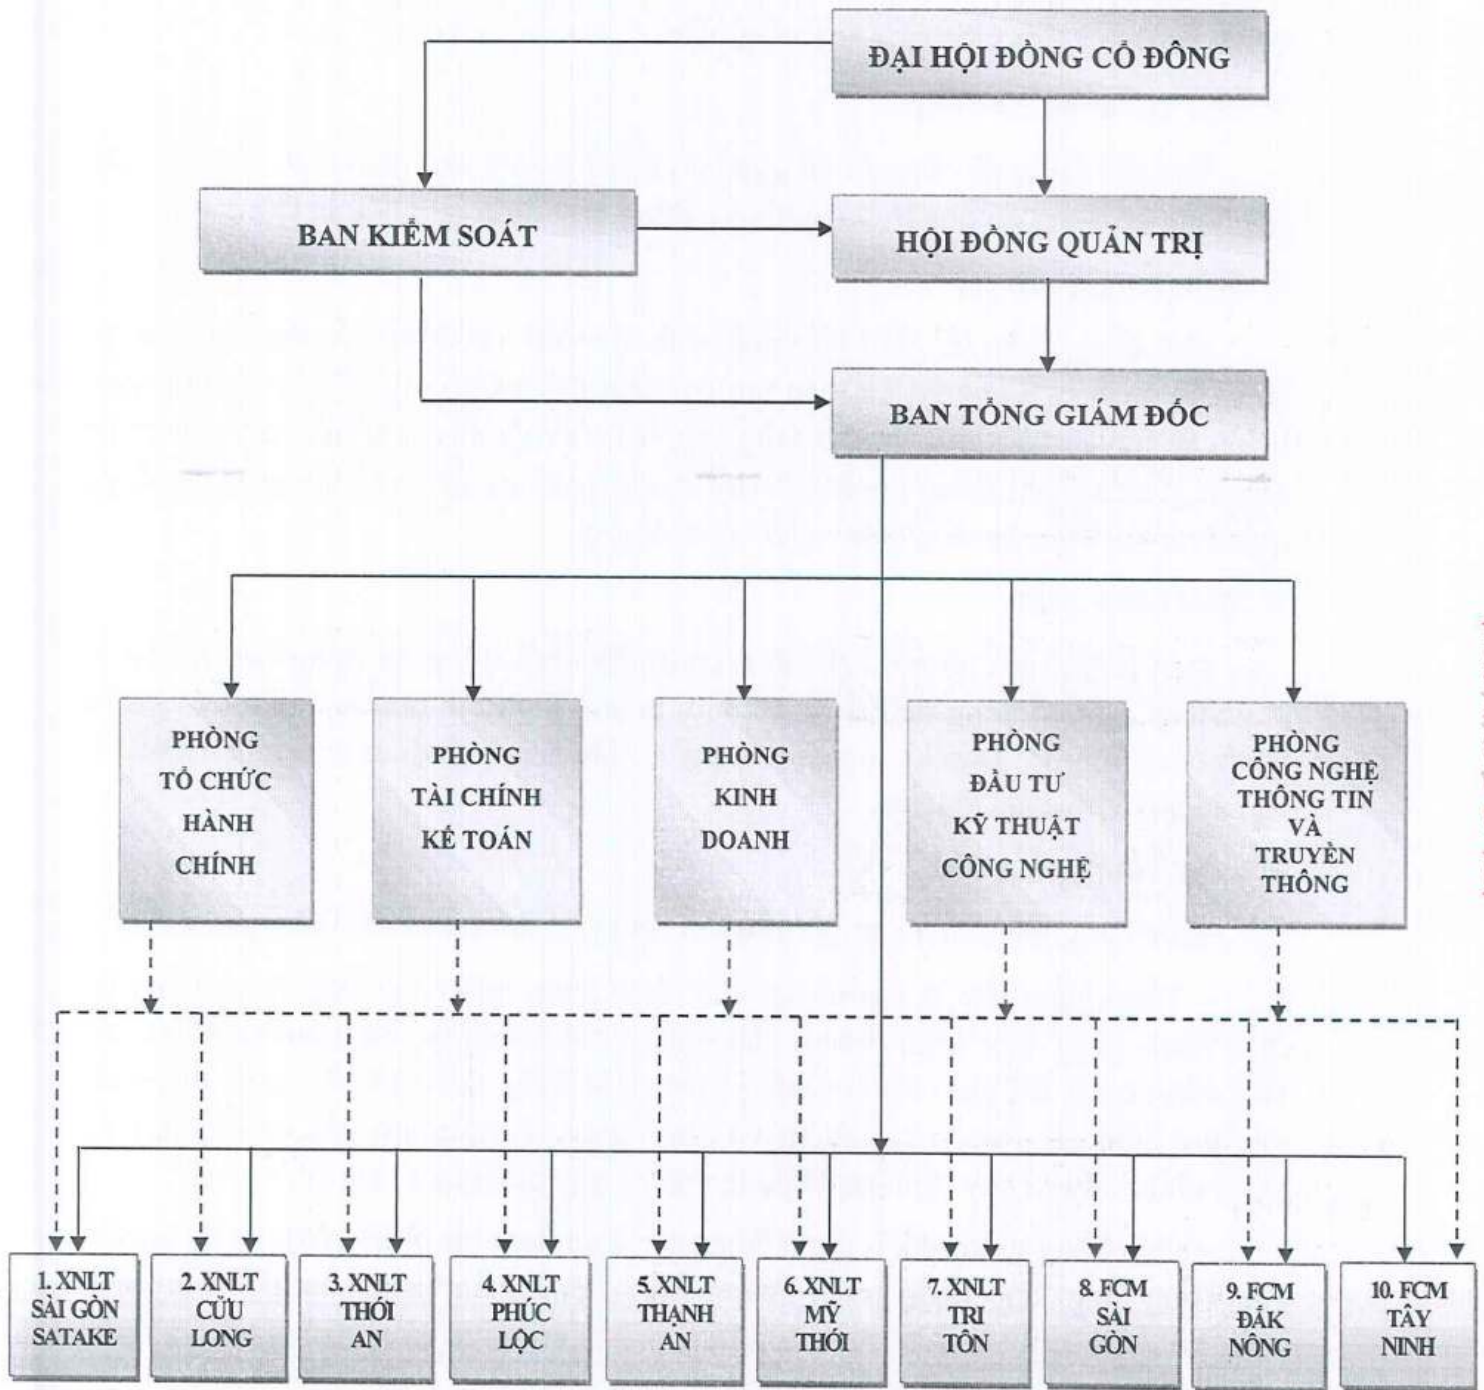 ĐẠI HỘI ĐỒNG CỔ ĐÔNG
BAN KIỂM SOÁT
HỘI ĐỒNG QUẢN TRỊ
BAN TỔNG GIÁM ĐỐC
PHÒNG
TỔ CHỨC
HÀNH
CHÍNH
PHÒNG
TÀI CHÍNH
KẾ TOÁN
PHÒNG
KINH
DOANH
PHÒNG
ĐẦU TƯ
KỸ THUẬT
CÔNG NGHỆ
PHÒNG
CÔNG NGHỆ
THÔNG TIN
VÀ
TRUYỀN
THÔNG
1. XNLT
SÀI GÒN
SATAKE
2. XNLT
CỬU
LONG
3. XNLT
THỚI
AN
4. XNLT
PHÚC
LỘC
5. XNLT
THẠNH
AN
6. XNLT
MỸ
THỚI
7. XNLT
TRI
TÔN
8. FCM
SÀI
GÒN
9. FCM
ĐẮK
NÔNG
10. FCM
TÂY
NINH